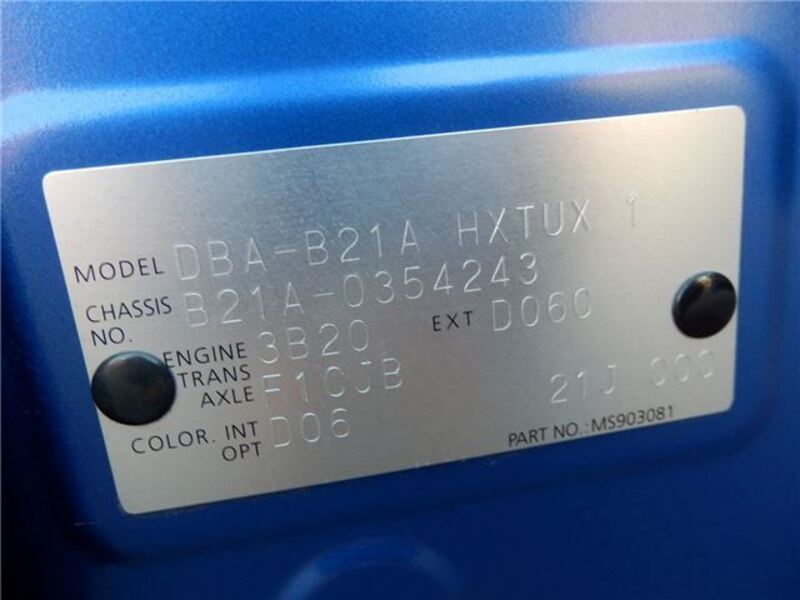 MODEL DBA-B21A HXTUX 1
CHASSIS NO. B21A-0354243
ENGINE 3B20 EXT D06C
TRANS AXLE F1CJB
21J 000
COLOR. INT D06
OPT
PART NO.: MS903081